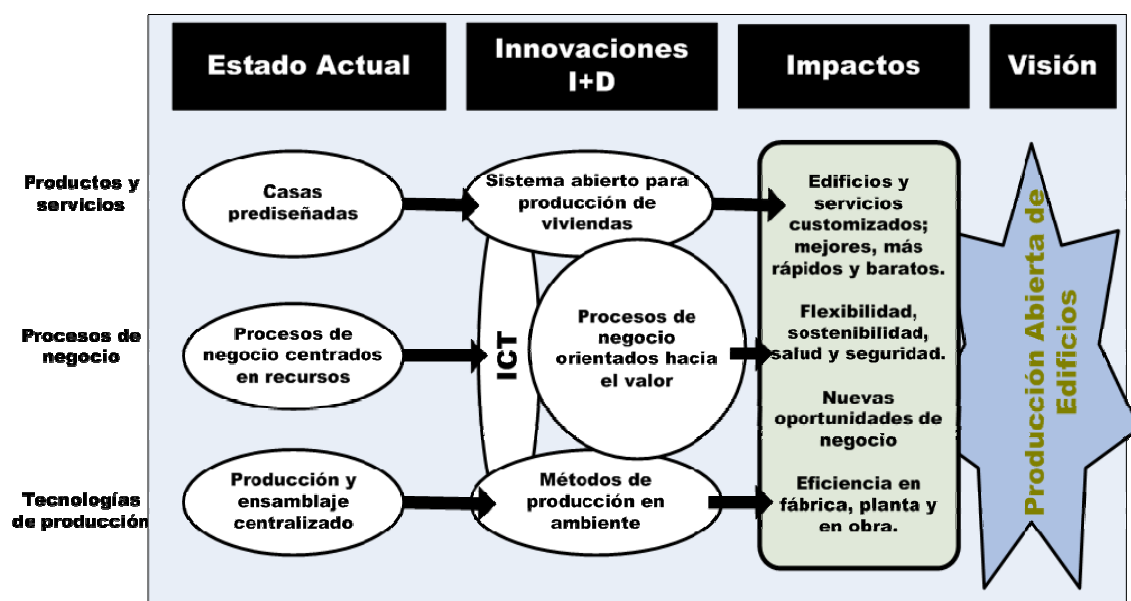 Estado Actual
Innovaciones
I+D
Impactos
Visión
Productos y
servicios
Casas
prediseñadas
Sistema abierto para
producción de
viviendas
Edificios y
servicios
customizados;
mejores, más
rápidos y baratos.
Procesos de
negocio
Procesos de
negocio centrados
en recursos
ICT
Procesos de
negocio
orientados hacia
el valor
Flexibilidad,
sostenibilidad,
salud y seguridad.
Nuevas
oportunidades de
negocio
Tecnologías
de producción
Producción y
ensamblaje
centralizado
Métodos de
producción en
ambiente
Eficiencia en
fábrica, planta y
en obra.
Producción Abierta de
Edificios